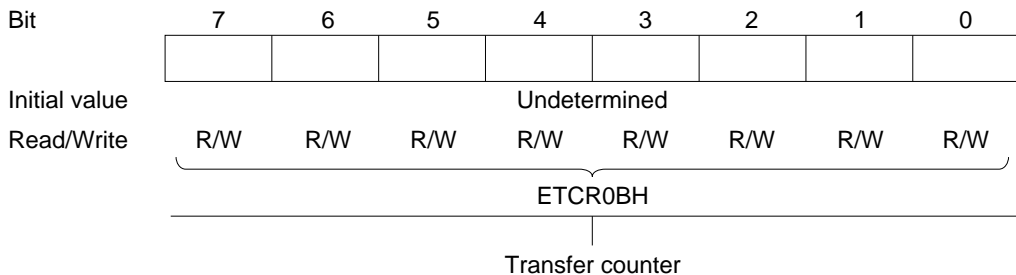 Bit 7 6 5 4 3 2 1 0
Initial value Undetermined
Read/Write R/W R/W R/W R/W R/W R/W R/W R/W
ETCR0BH
Transfer counter